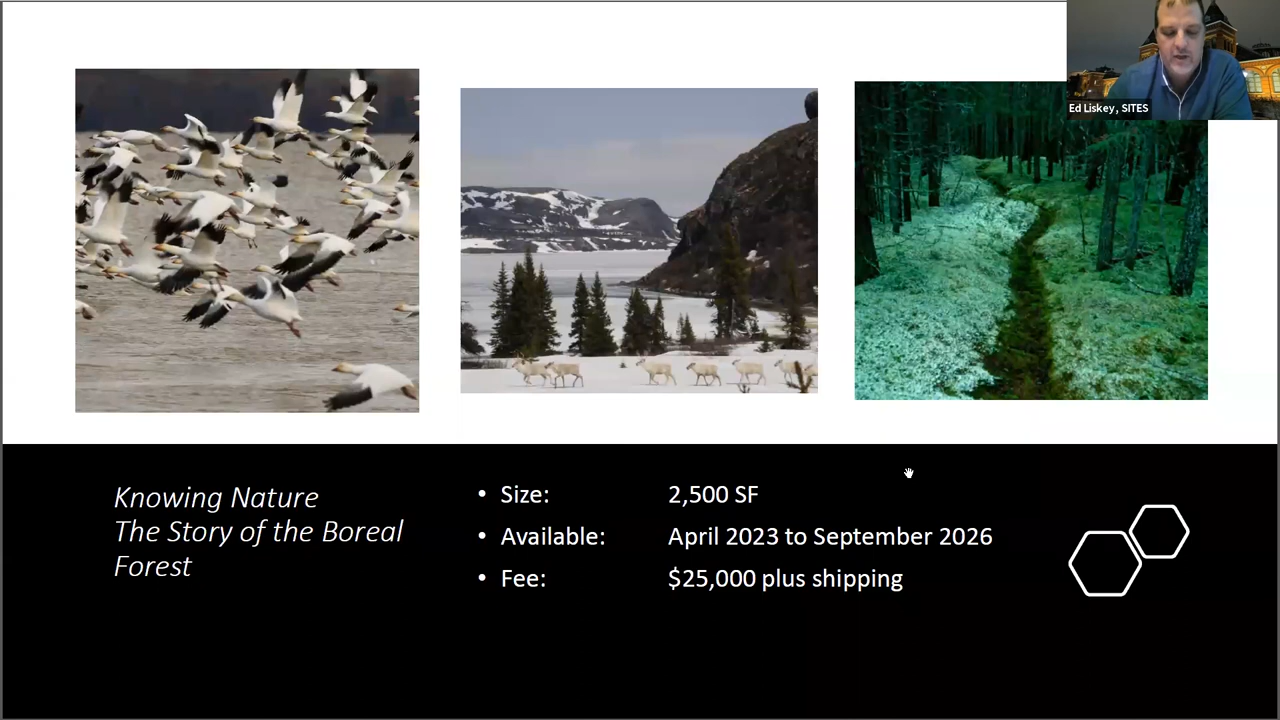 Ed Liskey, SITES
Knowing Nature
The Story of the Boreal
Forest
• Size: 2,500 SF
• Available: April 2023 to September 2026
• Fee: $25,000 plus shipping